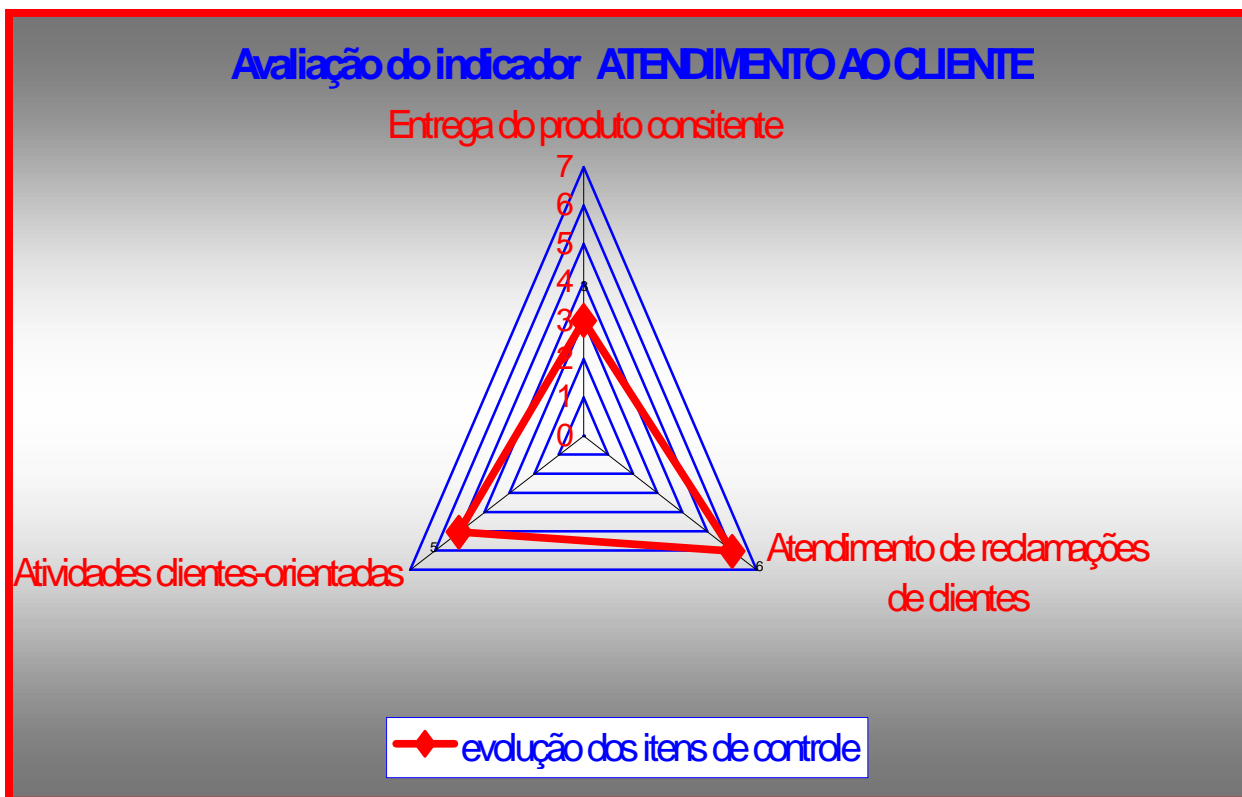 Avaliação do indicador ATENDIMENTO AO CLIENTE
Entrega do produto consitente
7
6
5
4
3
3
2
1
0
5
6
Atividades clientes-orientadas
Atendimento de reclamações
de clientes
evolução dos itens de controle